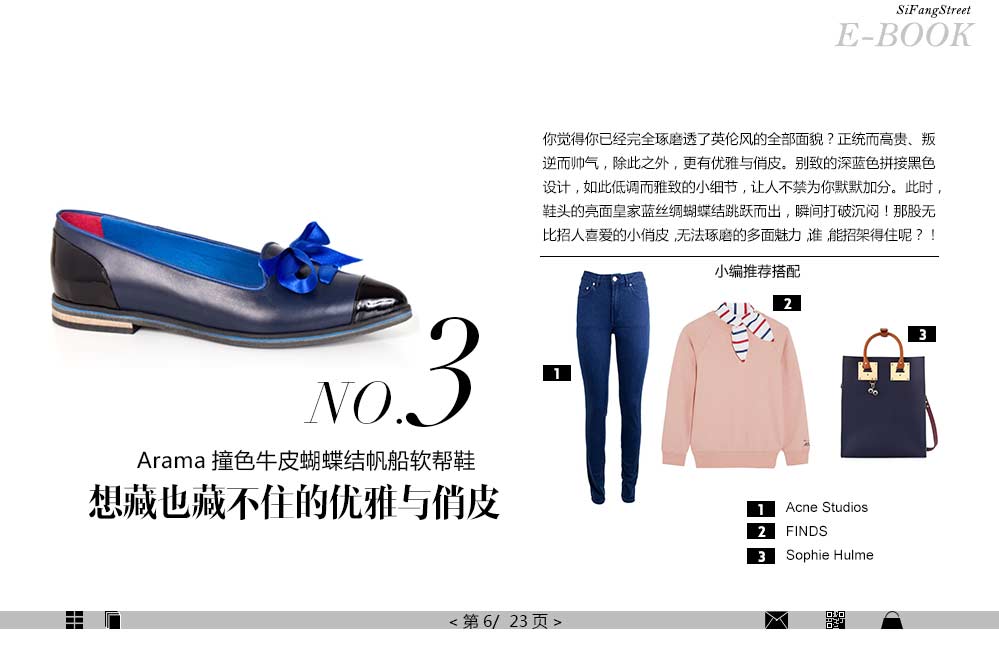 SiFangStreet
E-BOOK
你觉得你已经完全琢磨透了英伦风的全部面貌？正统而高贵、叛
逆而帅气，除此之外，更有优雅与俏皮。别致的深蓝色拼接黑色
设计，如此低调而雅致的小细节，让人不禁为你默默加分。此时，
鞋头的亮面皇家蓝丝绸蝴蝶结跳跃而出，瞬间打破沉闷！那股无
比招人喜爱的小俏皮，无法琢磨的多面魅力，谁，能招架得住呢？！
小编推荐搭配
1
2
3
NO.3
Arama 撞色牛皮蝴蝶结帆船软帮鞋
想藏也藏不住的优雅与俏皮
1 Acne Studios
2 FINDS
3 Sophie Hulme
< 第 6/ 23 页 >